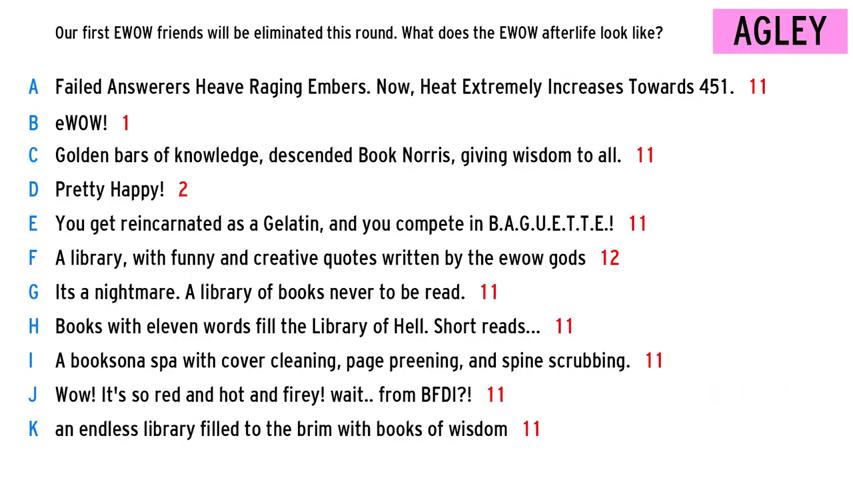 Our first EWOW friends will be eliminated this round. What does the EWOW afterlife look like?
AGLEY
A Failed Answerers Heave Raging Embers. Now, Heat Extremely Increases Towards 451. 11
B eWOW! 1
C Golden bars of knowledge, descended Book Norris, giving wisdom to all. 11
D Pretty Happy! 2
E You get reincarnated as a Gelatin, and you compete in B.A.G.U.E.T.T.E.! 11
F A library, with funny and creative quotes written by the ewow gods 12
G Its a nightmare. A library of books never to be read. 11
H Books with eleven words fill the Library of Hell. Short reads... 11
I A booksona spa with cover cleaning, page preening, and spine scrubbing. 11
J Wow! It's so red and hot and firey! wait.. from BFDI?! 11
K an endless library filled to the brim with books of wisdom 11